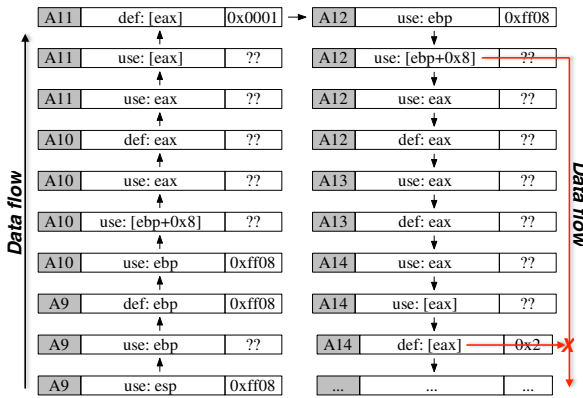 A11 def: [eax] 0x0001
A11 use: [eax] ??
A11 use: eax ??
A10 def: eax ??
A10 use: eax ??
A10 use: [ebp+0x8] ??
A10 use: ebp 0xff08
A9 def: ebp 0xff08
A9 use: ebp ??
A9 use: esp 0xff08
Data flow
A12 use: ebp 0xff08
A12 use: [ebp+0x8] ??
A12 use: eax ??
A12 def: eax ??
A13 use: eax ??
A13 def: eax ??
A14 use: eax ??
A14 use: [eax] ??
A14 def: [eax] 0x2 X
... ... ...
Data flow